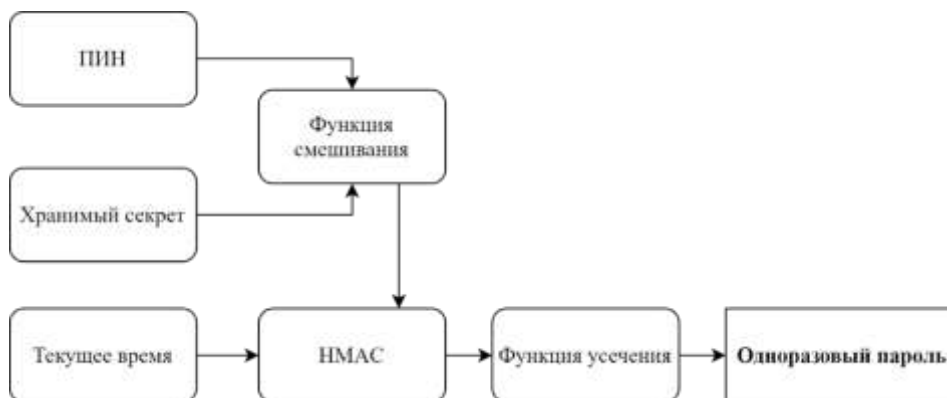 ПИН
Функция
смешивания
Хранимый секрет
Текущее время
HMAC
Функция усечения
Одноразовый пароль